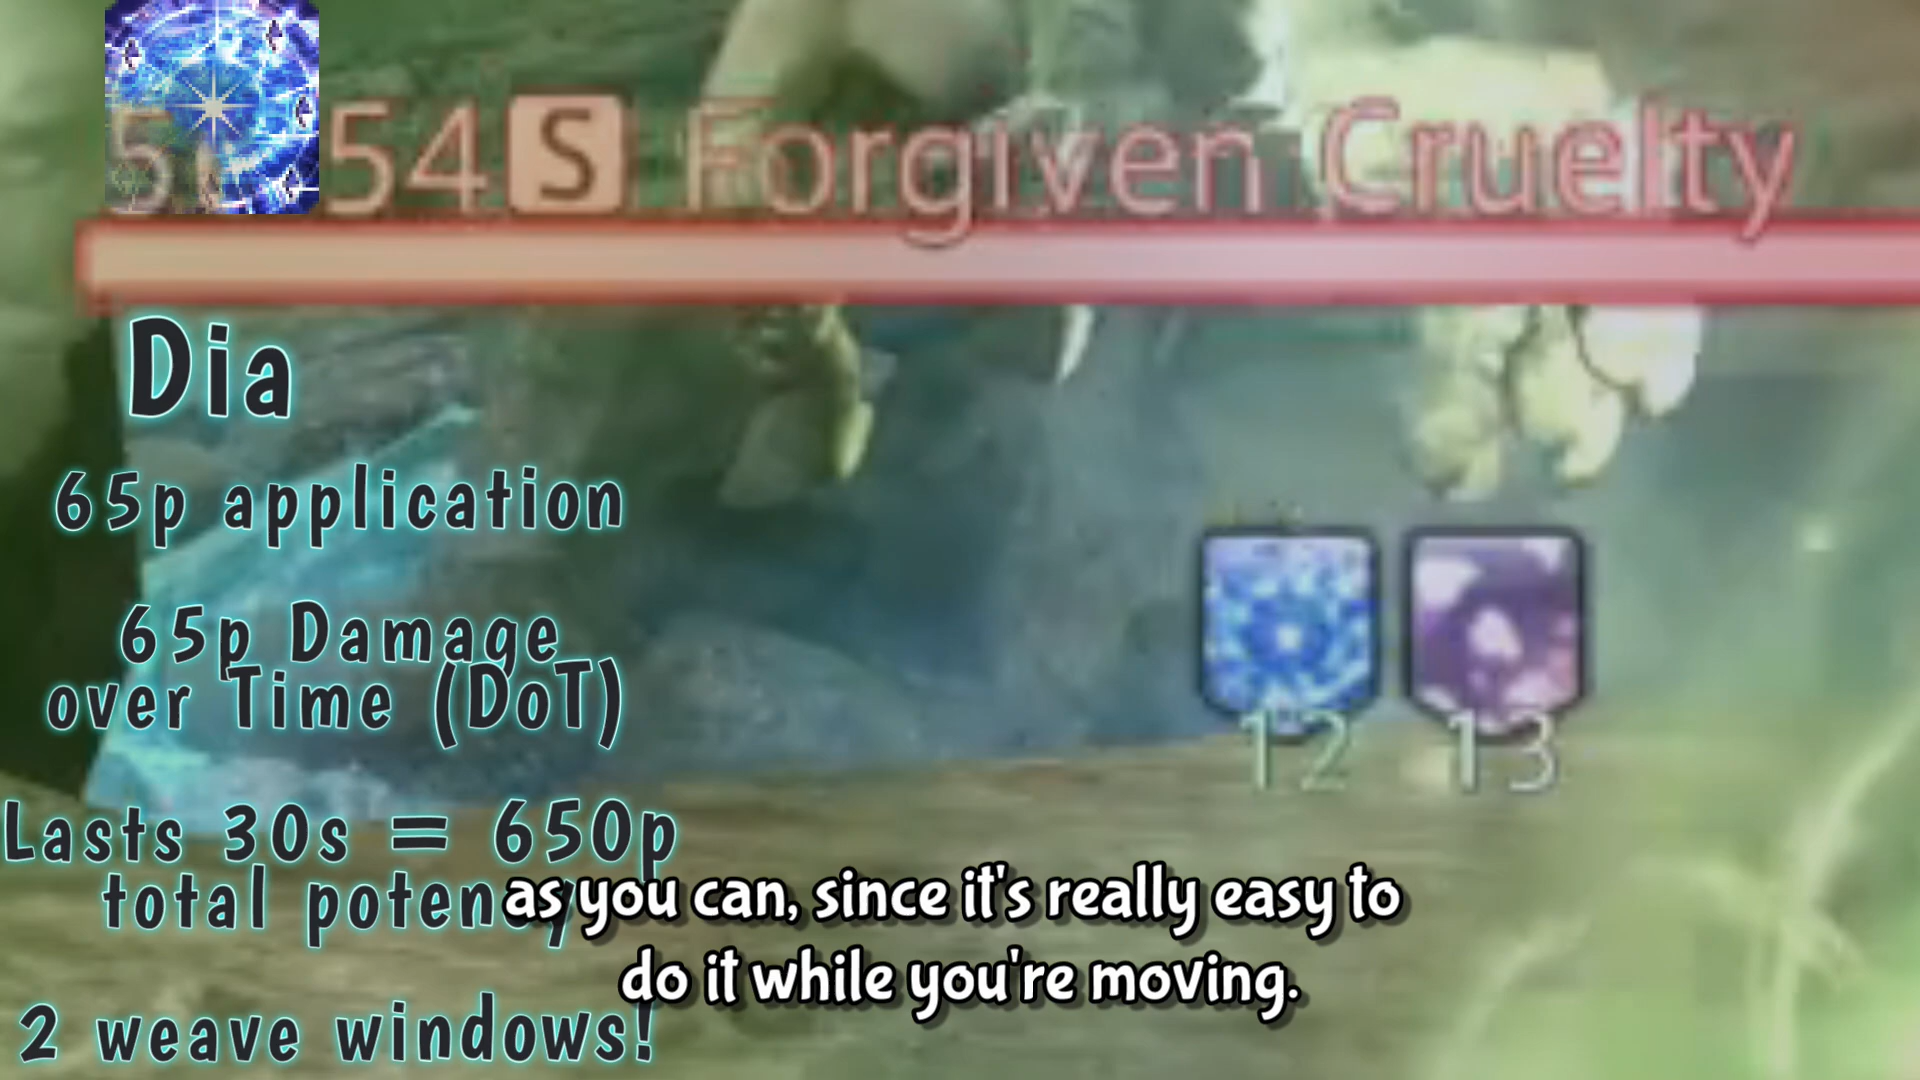 54 S Forgiven Cruelty
Dia
65p application
65p Damage
over Time (DoT)
12 13
Lasts 30s = 650p
total potency
as you can, since it's really easy to
do it while you're moving.
2 weave windows!